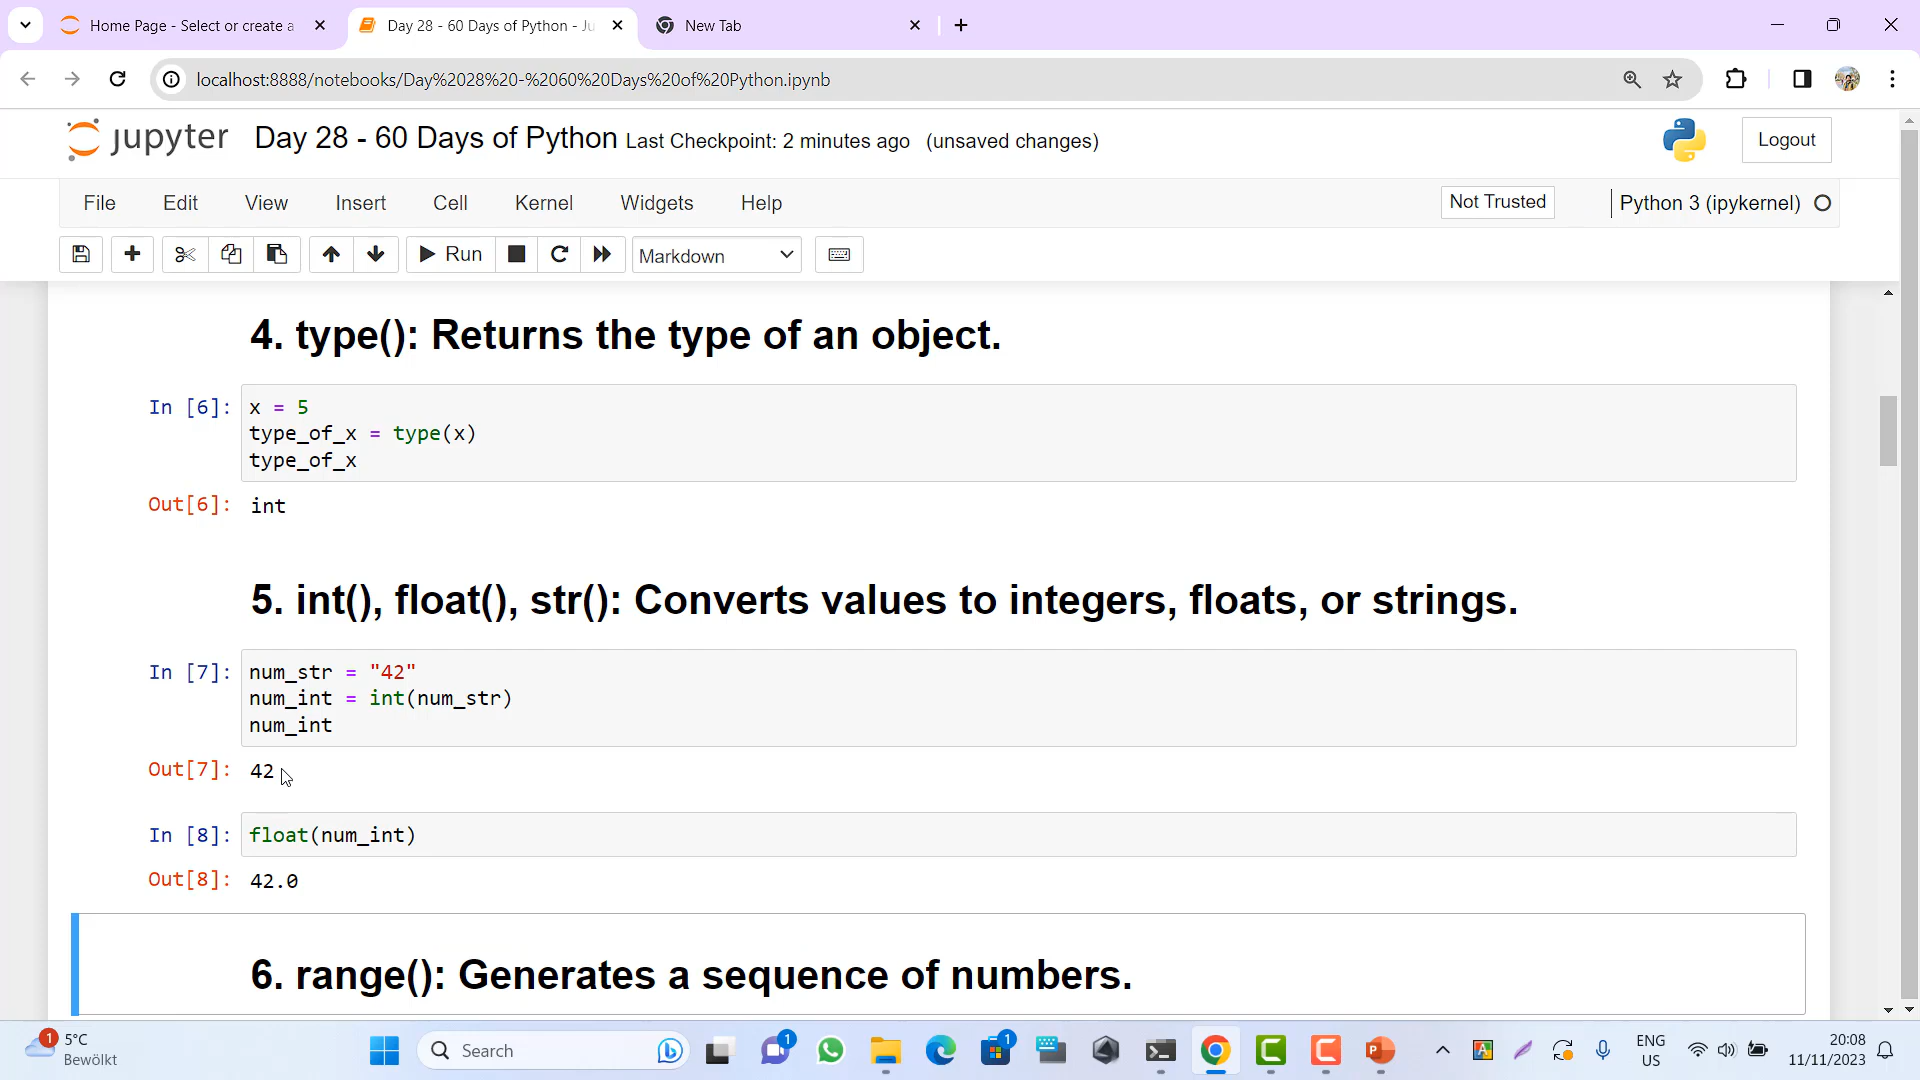 Home Page - Select or create a
Day 28 - 60 Days of Python - Ju
New Tab
localhost:8888/notebooks/Day%2028%20-%2060%20Days%20of%20Python.ipynb
jupyter Day 28 - 60 Days of Python Last Checkpoint: 2 minutes ago (unsaved changes)
Logout
File Edit View Insert Cell Kernel Widgets Help
Not Trusted
Python 3 (ipykernel)
Run
Markdown
4. type(): Returns the type of an object.
In [6]: x = 5
type_of_x = type(x)
type_of_x
Out[6]: int
5. int(), float(), str(): Converts values to integers, floats, or strings.
In [7]: num_str = "42"
num_int = int(num_str)
num_int
Out[7]: 42
In [8]: float(num_int)
Out[8]: 42.0
6. range(): Generates a sequence of numbers.
1
5°C
Bewölkt
Search
1
1
ENG
US
20:08
11/11/2023